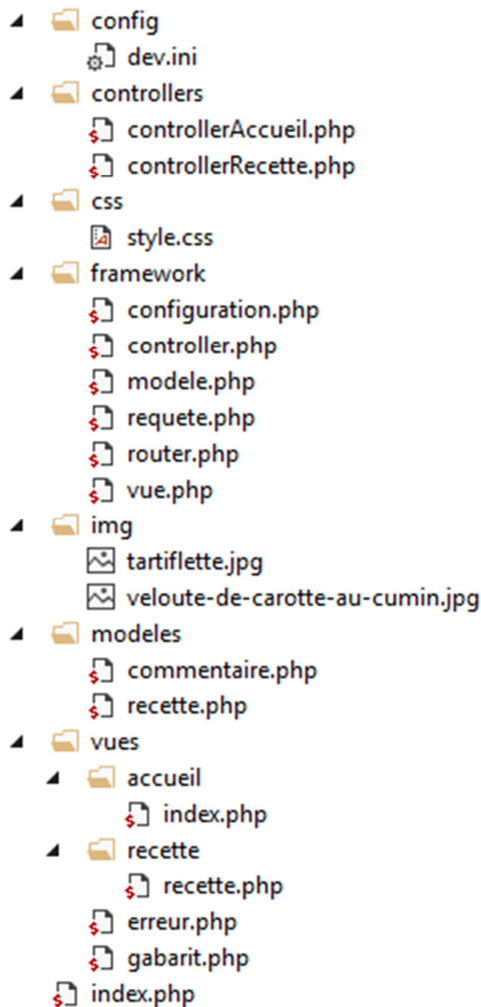 config
dev.ini
controllers
controllerAccueil.php
controllerRecette.php
css
style.css
framework
configuration.php
controller.php
modele.php
requete.php
router.php
vue.php
img
tartiflette.jpg
veloute-de-carotte-au-cumin.jpg
modeles
commentaire.php
recette.php
vues
accueil
index.php
recette
recette.php
erreur.php
gabarit.php
index.php